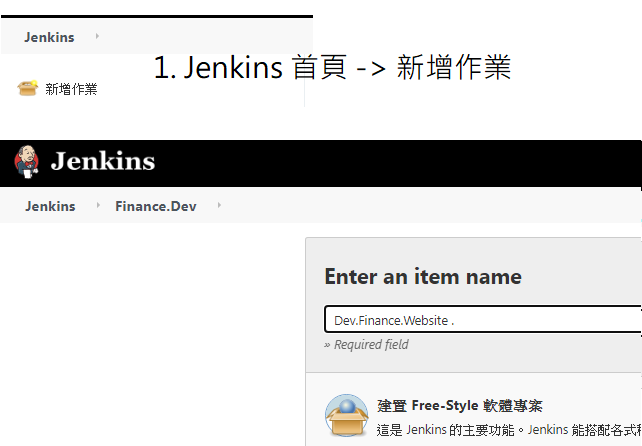 Jenkins
新增作業
1. Jenkins 首頁 -> 新增作業
Jenkins
Jenkins Finance.Dev
Enter an item name
Dev.Finance.Website .
» Required field
建置 Free-Style 軟體專案
這是 Jenkins 的主要功能。Jenkins 能搭配各式